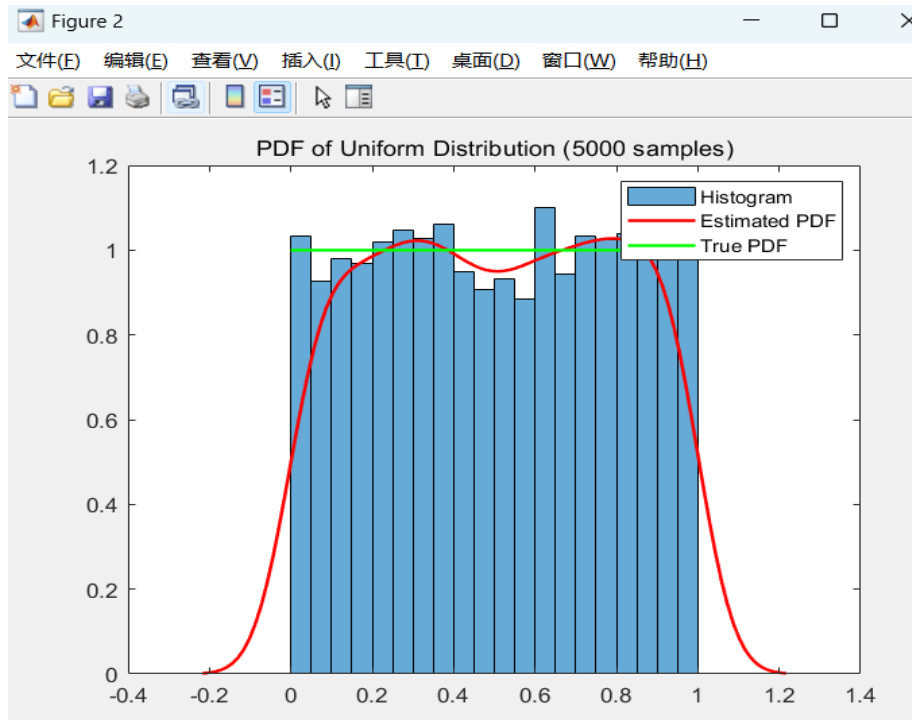 Figure 2
文件(F) 编辑(E) 查看(V) 插入(I) 工具(T) 桌面(D) 窗口(W) 帮助(H)
PDF of Uniform Distribution (5000 samples)
Histogram
Estimated PDF
True PDF
1.2
1
0.8
0.6
0.4
0.2
0
-0.4 -0.2 0 0.2 0.4 0.6 0.8 1 1.2 1.4